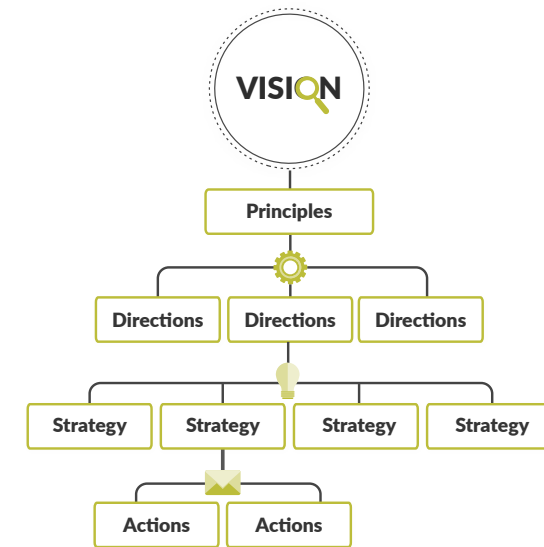 VISION
Principles
Directions Directions Directions
Strategy Strategy Strategy Strategy
Actions Actions